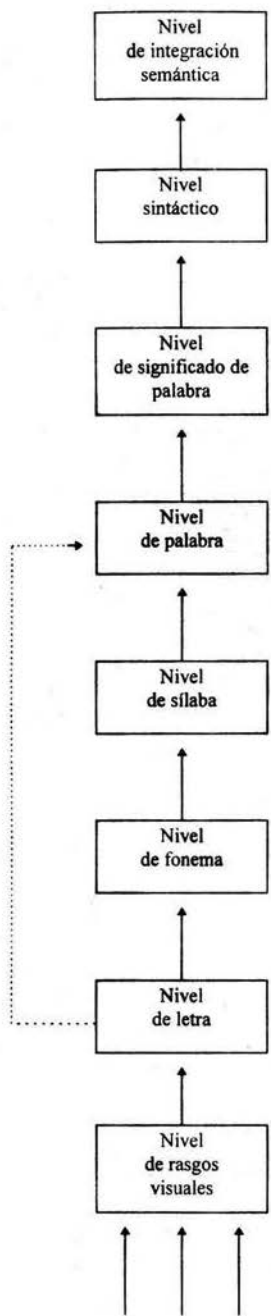 Nivel
de integración
semántica
Nivel
sintáctico
Nivel
de significado de
palabra
Nivel
de palabra
Nivel
de sílaba
Nivel
de fonema
Nivel
de letra
Nivel
de rasgos
visuales